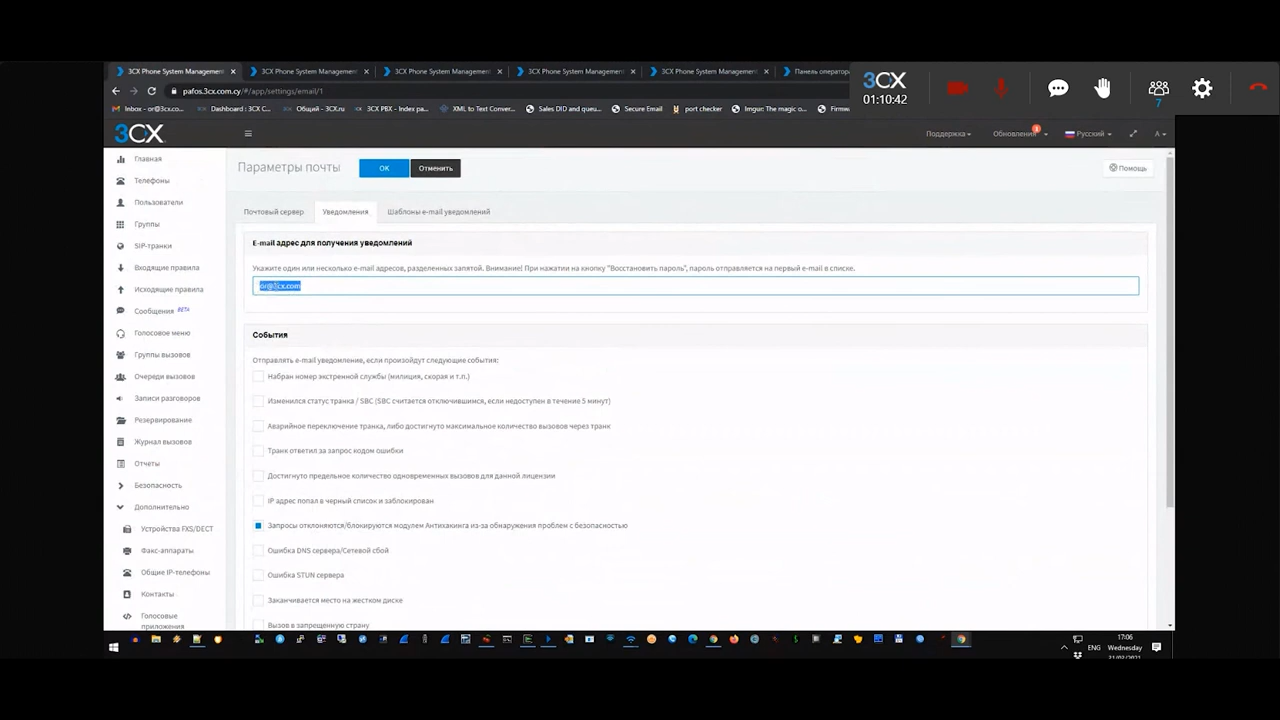 3CX Phone System Management
3CX Phone System Management
3CX Phone System Management
3CX Phone System Management
3CX Phone System Management
Панель оператора
3CX
01:10:42
7
pafos.3cx.com.cy/#/app/settings/email/1
Inbox - or@3cx.co...
Dashboard : 3CX C...
Общий - 3CX.ru
3CX PBX - Index pa...
XML to Text Conver...
Sales DID and queu...
Secure Email
port checker
Imgur: The magic o...
Firmw
3CX
Поддержка
Обновления
Русский
A
Главная
Телефоны
Пользователи
Группы
SIP-транки
Входящие правила
Исходящие правила
Сообщения BETA
Голосовое меню
Группы вызовов
Очереди вызовов
Записи разговоров
Резервирование
Журнал вызовов
Отчеты
Безопасность
Дополнительно
Устройства FXS/DECT
Факс-аппараты
Общие IP-телефоны
Контакты
Голосовые
приложения
Параметры почты
OK
Отменить
Помощь
Почтовый сервер
Уведомления
Шаблоны e-mail уведомлений
E-mail адрес для получения уведомлений
Укажите один или несколько e-mail адресов, разделенных запятой. Внимание! При нажатии на кнопку "Восстановить пароль", пароль отправляется на первый e-mail в списке.
or@3cx.com
События
Отправлять e-mail уведомление, если произойдут следующие события:
Набран номер экстренной службы (милиция, скорая и т.п.)
Изменился статус транка / SBC (SBC считается отключившимся, если недоступен в течение 5 минут)
Аварийное переключение транка, либо достигнуто максимальное количество вызовов через транк
Транк ответил за запрос кодом ошибки
Достигнуто предельное количество одновременных вызовов для данной лицензии
IP адрес попал в черный список и заблокирован
Запросы отклоняются/блокируются модулем Антихакинга из-за обнаружения проблем с безопасностью
Ошибка DNS сервера/Сетевой сбой
Ошибка STUN сервера
Заканчивается место на жестком диске
Вызов в запрещенную страну
ENG
17:06
Wednesday